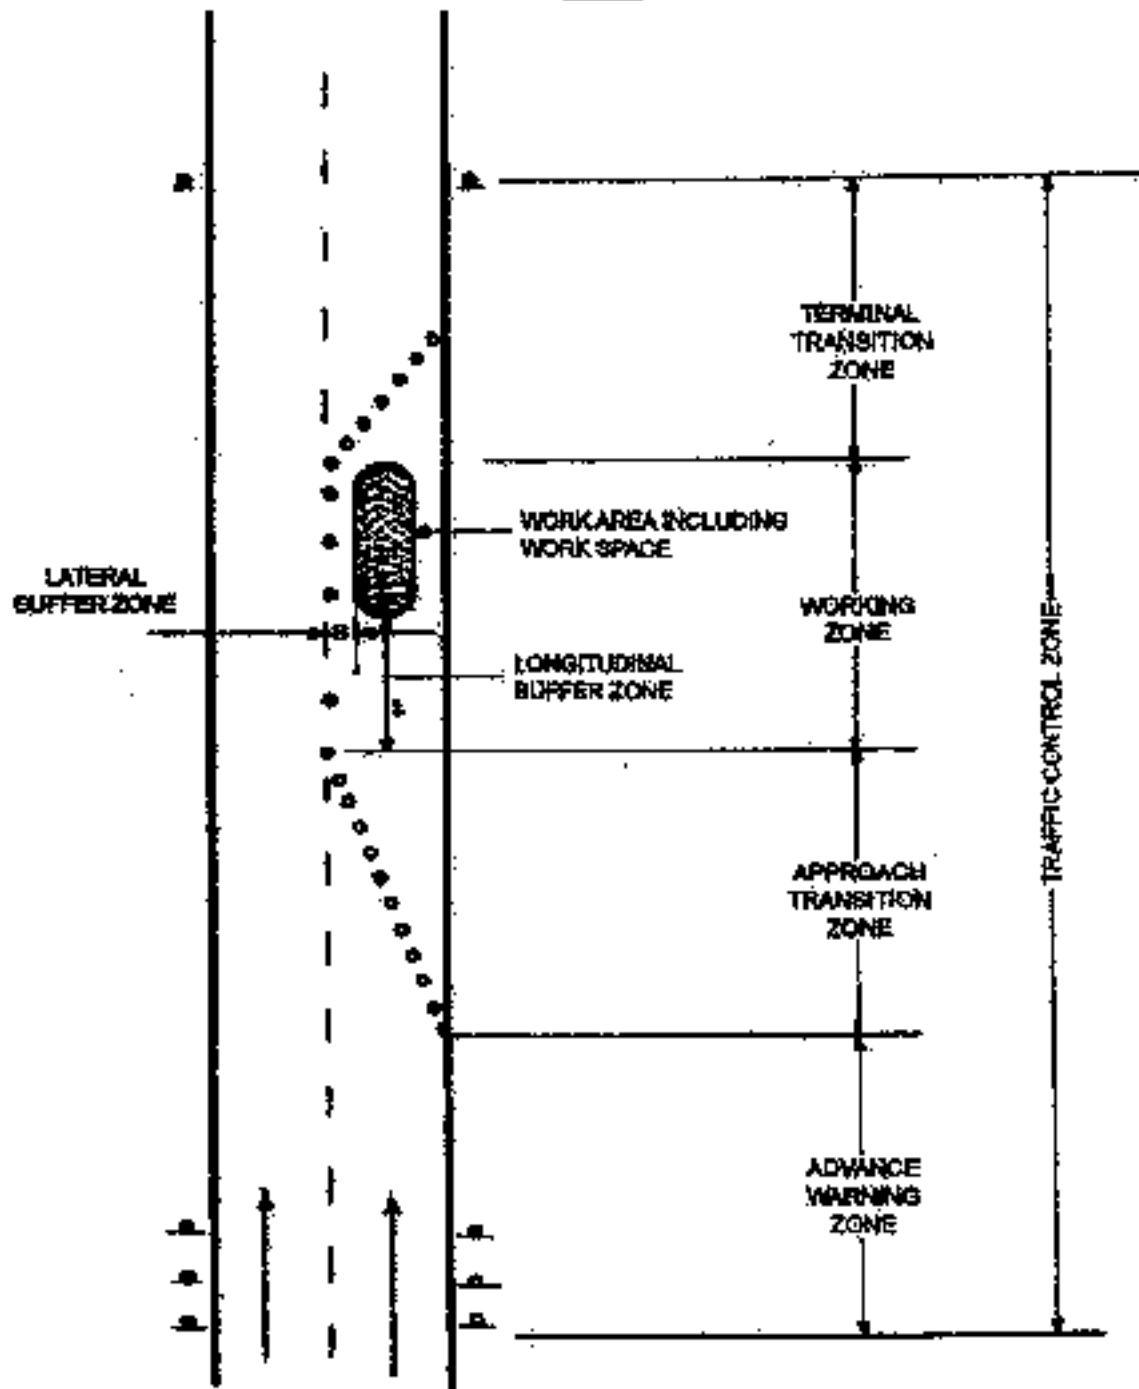 TERMINAL
TRANSITION
ZONE
WORK AREA INCLUDING
WORK SPACE
LATERAL
BUFFER ZONE
WORKING
ZONE
LONGITUDINAL
BUFFER ZONE
TRAFFIC CONTROL ZONE
APPROACH
TRANSITION
ZONE
ADVANCE
WARNING
ZONE